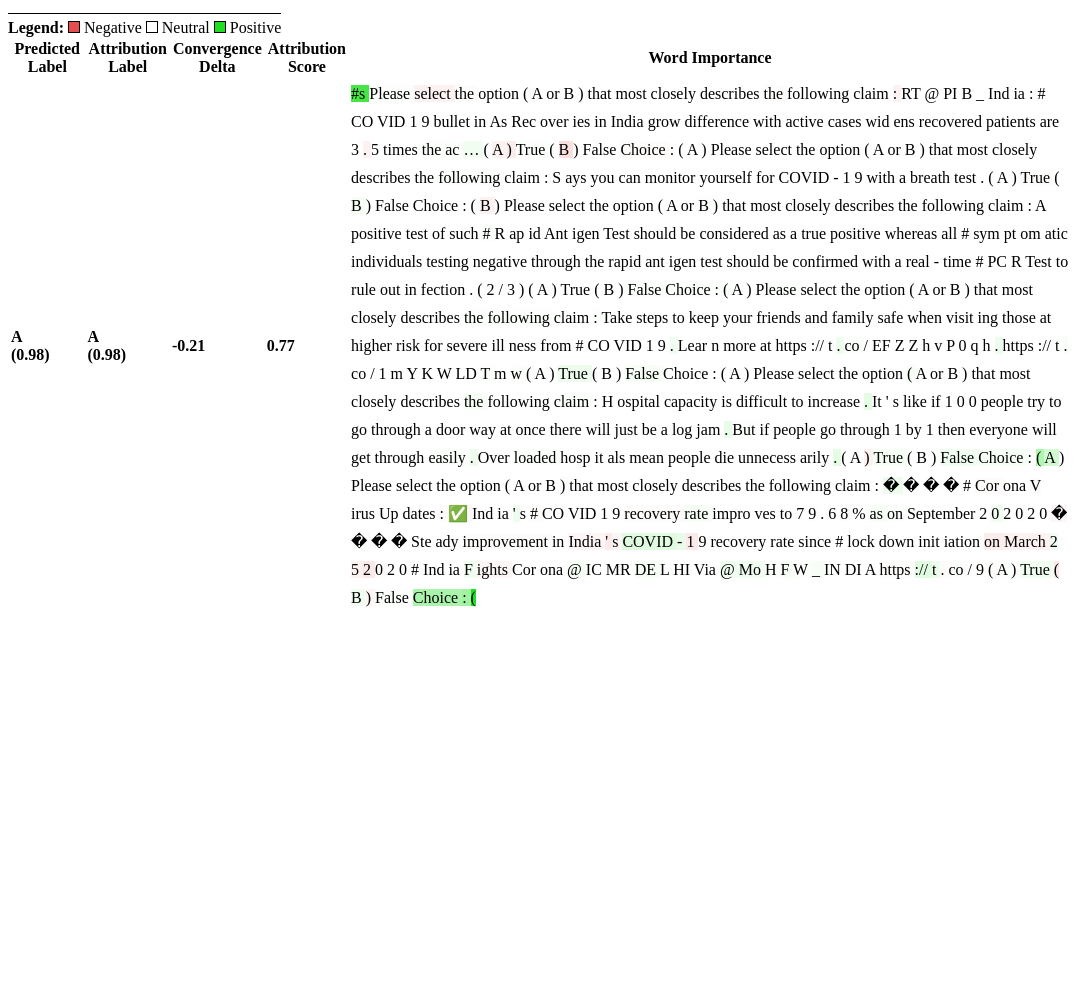 Legend: Negative Neutral Positive
Predicted Label Attribution Label Convergence Delta Attribution Score Word Importance
#s Please select the option ( A or B ) that most closely describes the following claim : RT @ PI B _ Ind ia : #
CO VID 1 9 bullet in As Rec over ies in India grow difference with active cases wid ens recovered patients are
3 . 5 times the ac … ( A ) True ( B ) False Choice : ( A ) Please select the option ( A or B ) that most closely
describes the following claim : S ays you can monitor yourself for COVID - 1 9 with a breath test . ( A ) True (
B ) False Choice : ( B ) Please select the option ( A or B ) that most closely describes the following claim : A
positive test of such # R ap id Ant igen Test should be considered as a true positive whereas all # sym pt om atic
individuals testing negative through the rapid ant igen test should be confirmed with a real - time # PC R Test to
rule out in fection . ( 2 / 3 ) ( A ) True ( B ) False Choice : ( A ) Please select the option ( A or B ) that most
closely describes the following claim : Take steps to keep your friends and family safe when visit ing those at
A (0.98) A (0.98) -0.21 0.77 higher risk for severe ill ness from # CO VID 1 9 . Lear n more at https :// t . co / EF Z Z h v P 0 q h . https :// t .
co / 1 m Y K W LD T m w ( A ) True ( B ) False Choice : ( A ) Please select the option ( A or B ) that most
closely describes the following claim : H ospital capacity is difficult to increase . It ' s like if 1 0 0 people try to
go through a door way at once there will just be a log jam . But if people go through 1 by 1 then everyone will
get through easily . Over loaded hosp it als mean people die unnecess arily . ( A ) True ( B ) False Choice : ( A )
Please select the option ( A or B ) that most closely describes the following claim : � � � � # Cor ona V
irus Up dates : ✅ Ind ia ' s # CO VID 1 9 recovery rate impro ves to 7 9 . 6 8 % as on September 2 0 2 0 2 0 �
� � � Ste ady improvement in India ' s COVID - 1 9 recovery rate since # lock down init iation on March 2
5 2 0 2 0 # Ind ia F ights Cor ona @ IC MR DE L HI Via @ Mo H F W _ IN DI A https :// t . co / 9 ( A ) True (
B ) False Choice : (